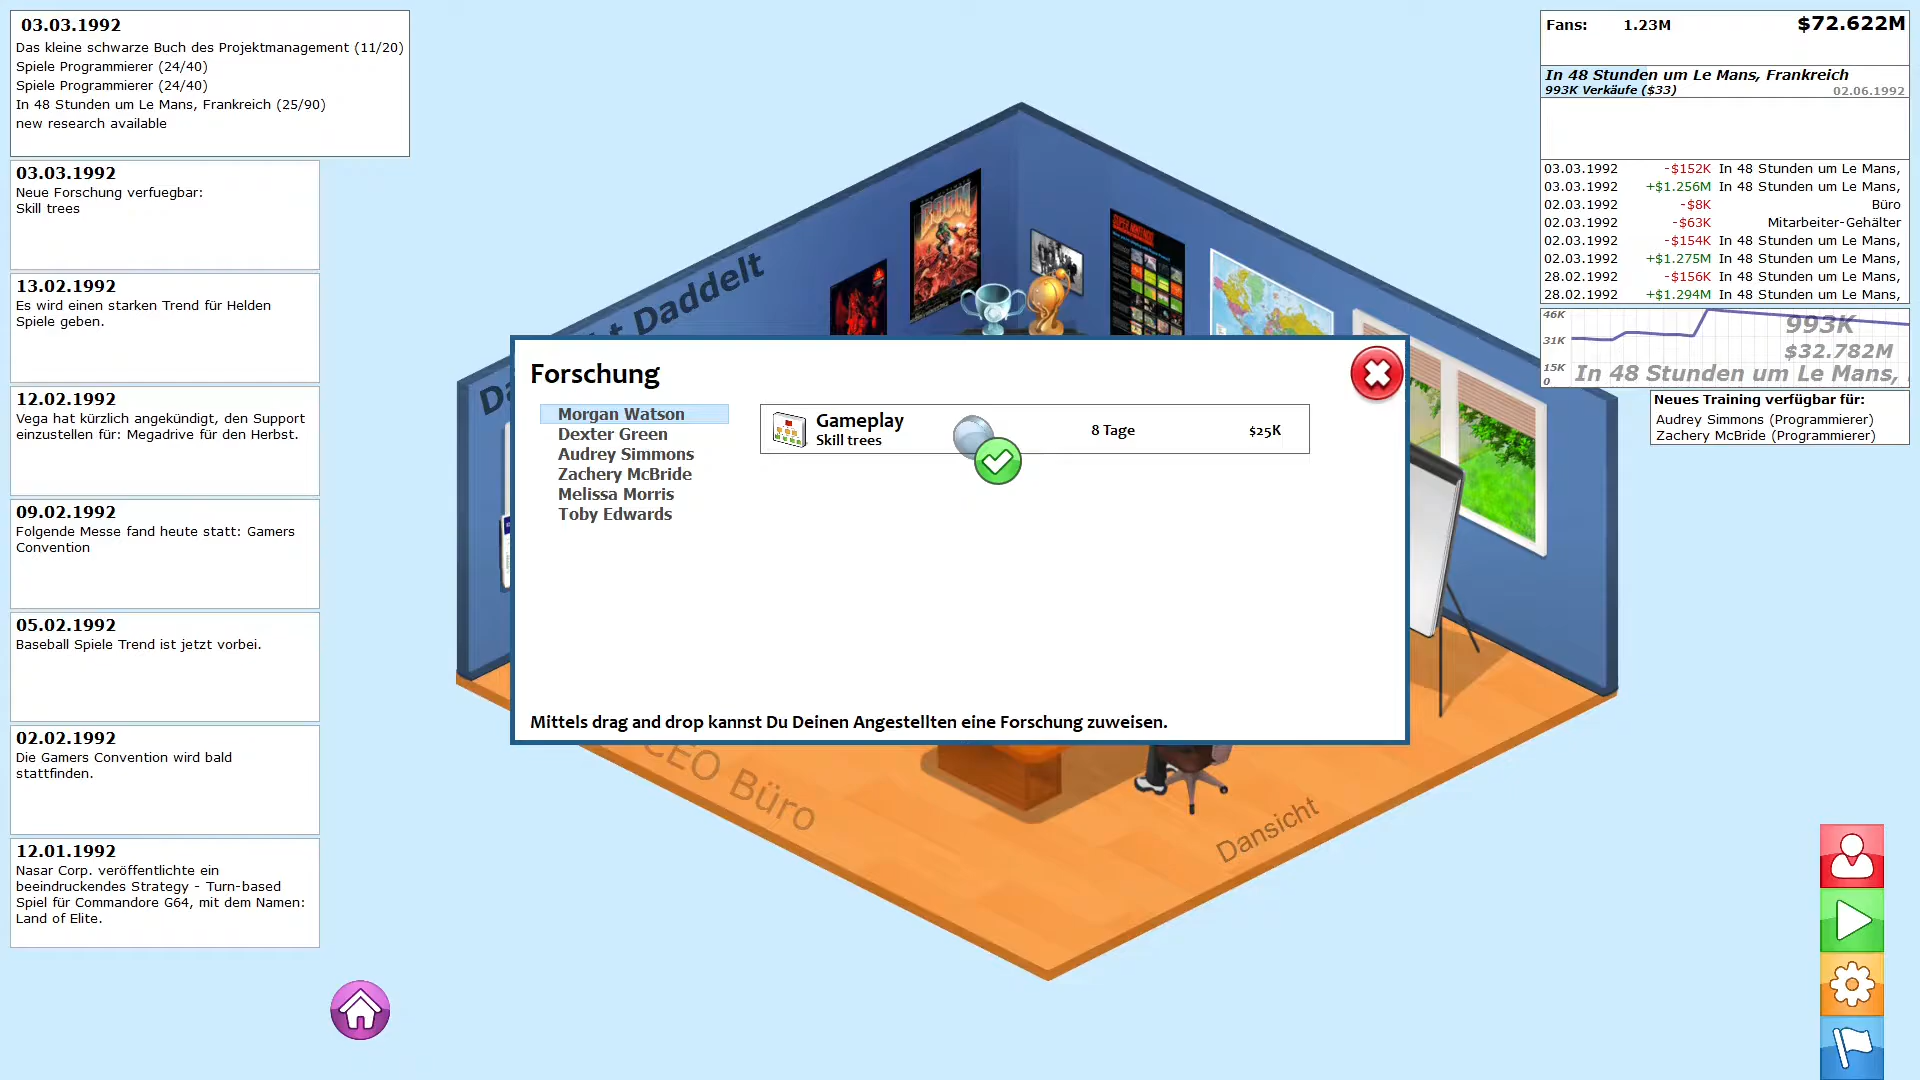 03.03.1992
Das kleine schwarze Buch des Projektmanagement (11/20)
Spiele Programmierer (24/40)
Spiele Programmierer (24/40)
In 48 Stunden um Le Mans, Frankreich (25/90)
new research available
03.03.1992
Neue Forschung verfuegbar:
Skill trees
13.02.1992
Es wird einen starken Trend für Helden
Spiele geben.
12.02.1992
Vega hat kürzlich angekündigt, den Support
einzustellen für: Megadrive für den Herbst.
09.02.1992
Folgende Messe fand heute statt: Gamers
Convention
05.02.1992
Baseball Spiele Trend ist jetzt vorbei.
02.02.1992
Die Gamers Convention wird bald
stattfinden.
12.01.1992
Nasar Corp. veröffentlichte ein
beeindruckendes Strategy - Turn-based
Spiel für Commandore G64, mit dem Namen:
Land of Elite.
Daddelt
DOOM
SUPER NINTENDO
Forschung
Morgan Watson
Dexter Green
Audrey Simmons
Zachery McBride
Melissa Morris
Toby Edwards
Gameplay
Skill trees
8 Tage
$25K
Mittels drag and drop kannst Du Deinen Angestellten eine Forschung zuweisen.
CEO Büro
Dansicht
Fans: 1.23M $72.622M
In 48 Stunden um Le Mans, Frankreich
993K Verkäufe ($33) 02.06.1992
03.03.1992 -$152K In 48 Stunden um Le Mans,
03.03.1992 +$1.256M In 48 Stunden um Le Mans,
02.03.1992 -$8K Büro
02.03.1992 -$63K Mitarbeiter-Gehälter
02.03.1992 -$154K In 48 Stunden um Le Mans,
02.03.1992 +$1.275M In 48 Stunden um Le Mans,
28.02.1992 -$156K In 48 Stunden um Le Mans,
28.02.1992 +$1.294M In 48 Stunden um Le Mans,
46K
31K
15K
0
993K
$32.782M
In 48 Stunden um Le Mans,
Neues Training verfügbar für:
Audrey Simmons (Programmierer)
Zachery McBride (Programmierer)